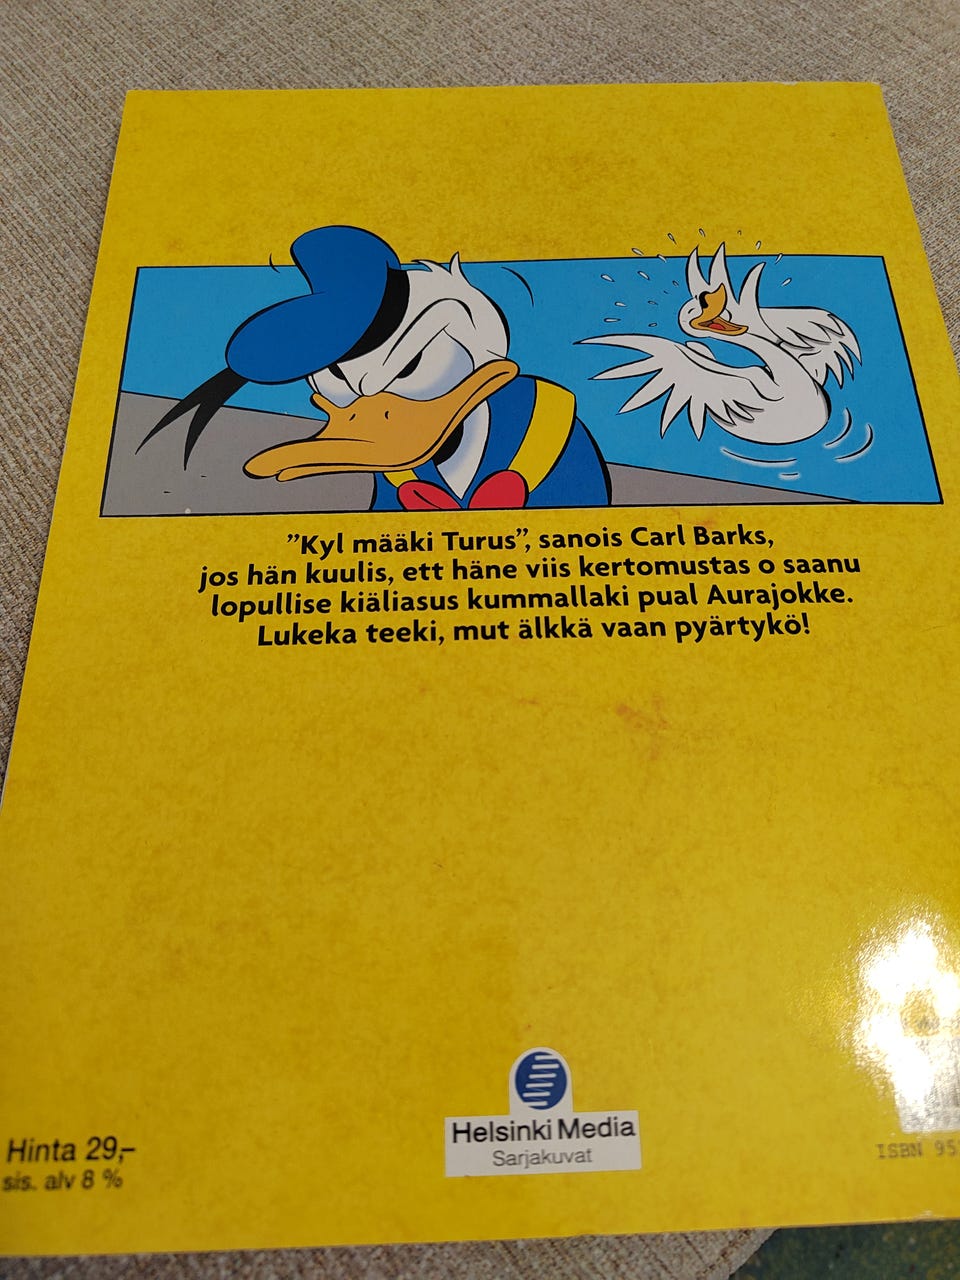 ”Kyl määki Turus”, sanois Carl Barks,
jos hän kuulis, ett häne viis kertomustas o saanu
lopullise kiäliasus kummallaki pual Aurajokke.
Lukeka teeki, mut älkkä vaan pyärtykö!
Helsinki Media
Sarjakuvat
Hinta 29,–
sis. alv 8 %
ISBN 95